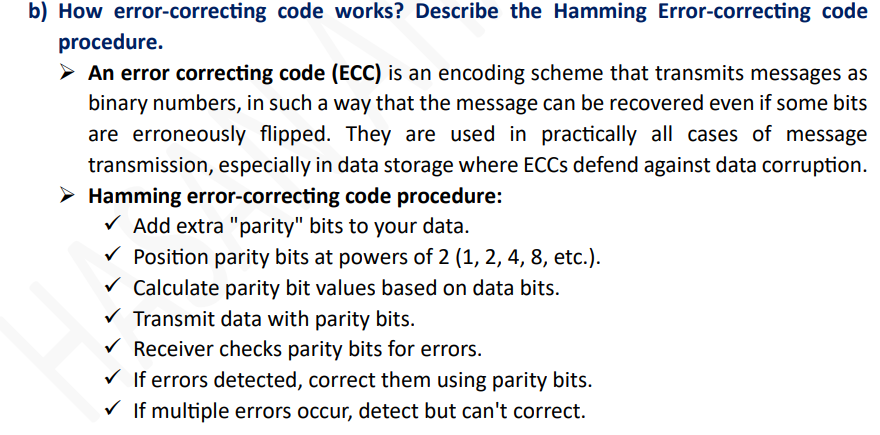 b) How error-correcting code works? Describe the Hamming Error-correcting code
procedure.
➤ An error correcting code (ECC) is an encoding scheme that transmits messages as
binary numbers, in such a way that the message can be recovered even if some bits
are erroneously flipped. They are used in practically all cases of message
transmission, especially in data storage where ECCs defend against data corruption.
➤ Hamming error-correcting code procedure:
✓ Add extra "parity" bits to your data.
✓ Position parity bits at powers of 2 (1, 2, 4, 8, etc.).
✓ Calculate parity bit values based on data bits.
✓ Transmit data with parity bits.
✓ Receiver checks parity bits for errors.
✓ If errors detected, correct them using parity bits.
✓ If multiple errors occur, detect but can't correct.